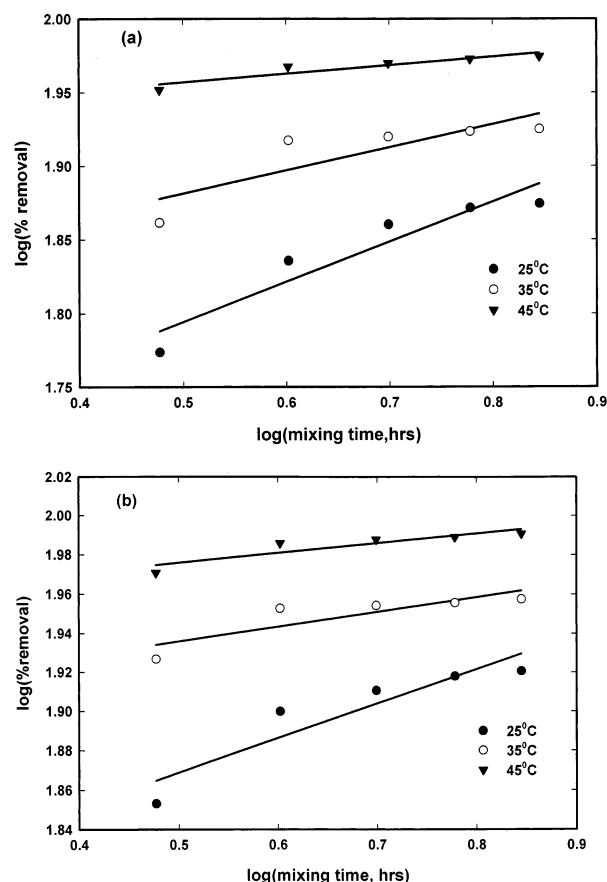 (a)
2.00
1.95
1.90
1.85
1.80
1.75
log(% removal)
25⁰C
35⁰C
45⁰C
0.4 0.5 0.6 0.7 0.8 0.9
log(mixing time,hrs)
(b)
2.02
2.00
1.98
1.96
1.94
1.92
1.90
1.88
1.86
1.84
log(%removal)
25⁰C
35⁰C
45⁰C
0.4 0.5 0.6 0.7 0.8 0.9
log(mixing time, hrs)